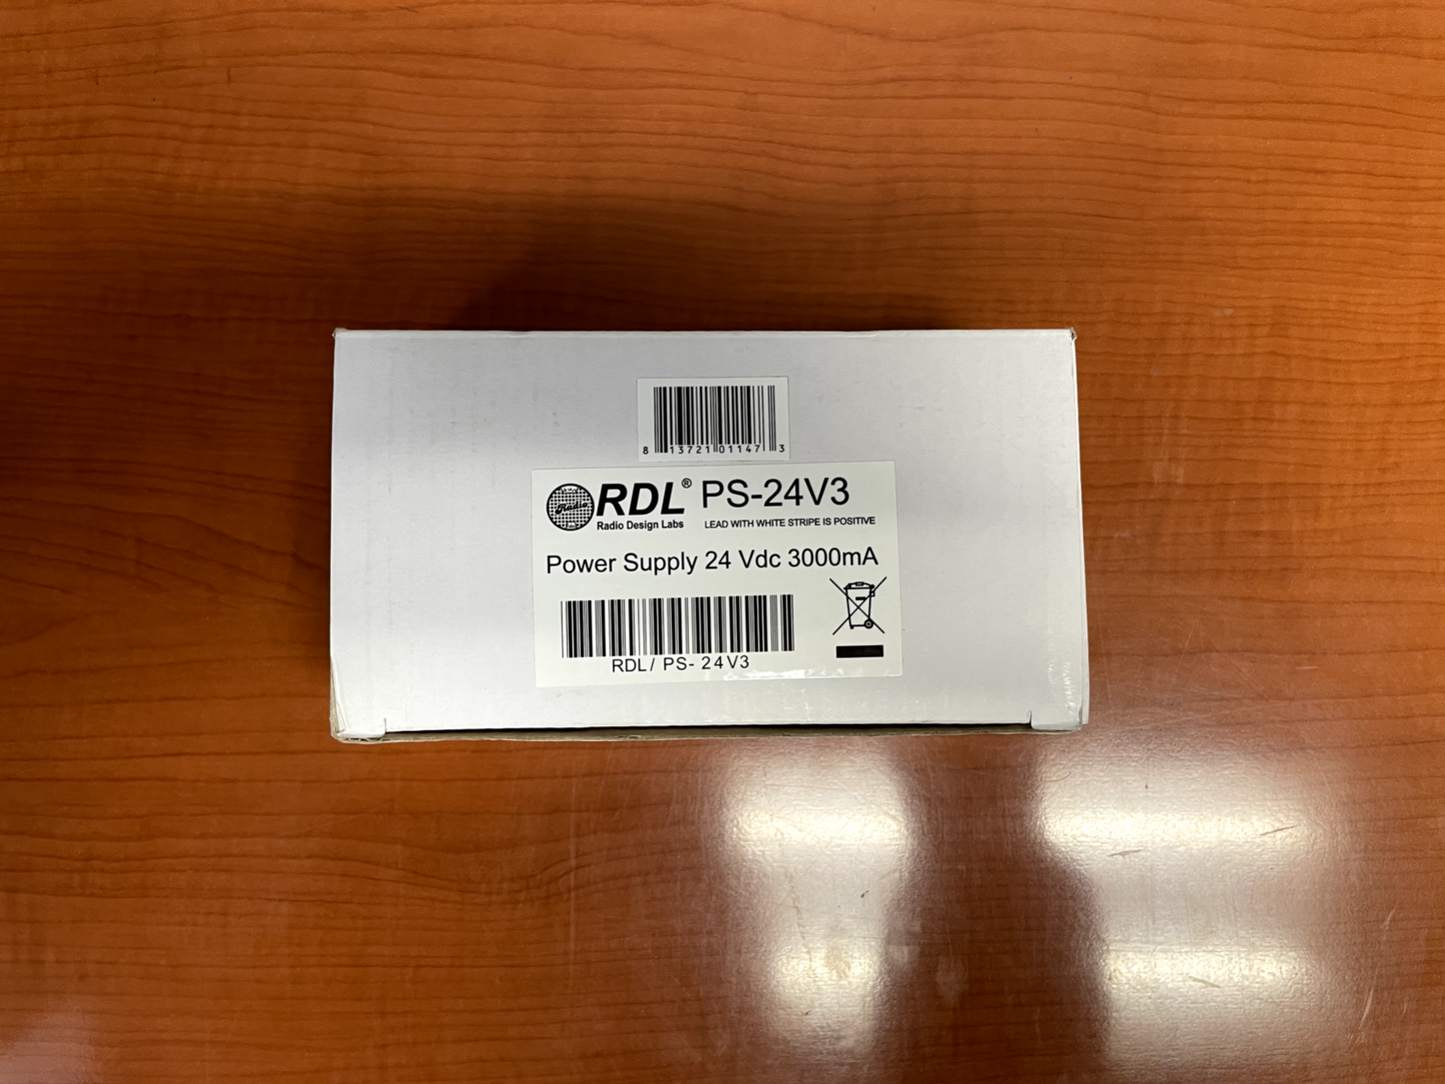 8 13721 01147 3
Radio
RDL® PS-24V3
Radio Design Labs LEAD WITH WHITE STRIPE IS POSITIVE
Power Supply 24 Vdc 3000mA
RDL/ PS- 24V3